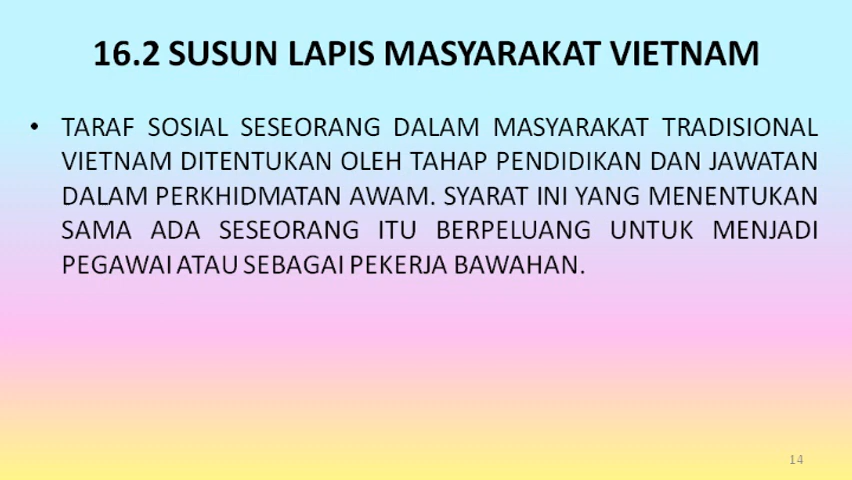 16.2 SUSUN LAPIS MASYARAKAT VIETNAM
• TARAF SOSIAL SESEORANG DALAM MASYARAKAT TRADISIONAL
VIETNAM DITENTUKAN OLEH TAHAP PENDIDIKAN DAN JAWATAN
DALAM PERKHIDMATAN AWAM. SYARAT INI YANG MENENTUKAN
SAMA ADA SESEORANG ITU BERPELUANG UNTUK MENJADI
PEGAWAI ATAU SEBAGAI PEKERJA BAWAHAN.
14